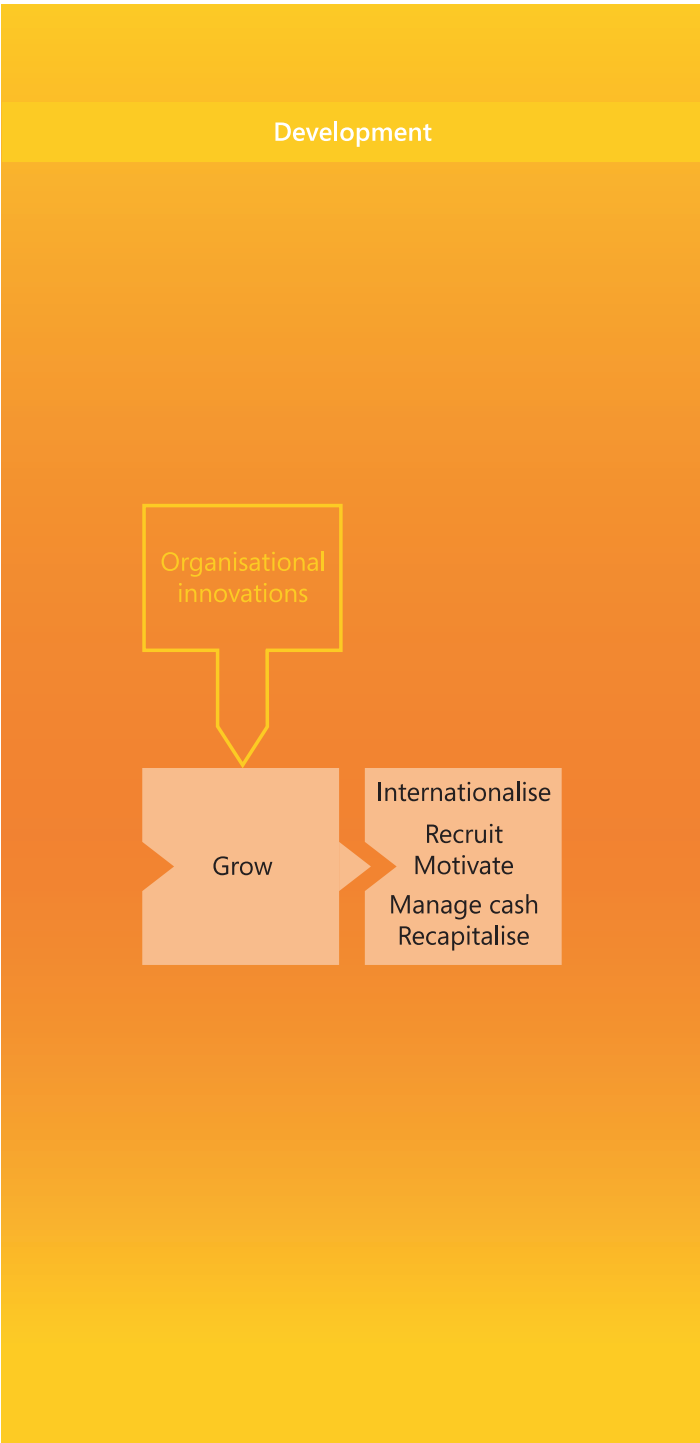 Development
Organisational
innovations
Grow
Internationalise
Recruit
Motivate
Manage cash
Recapitalise